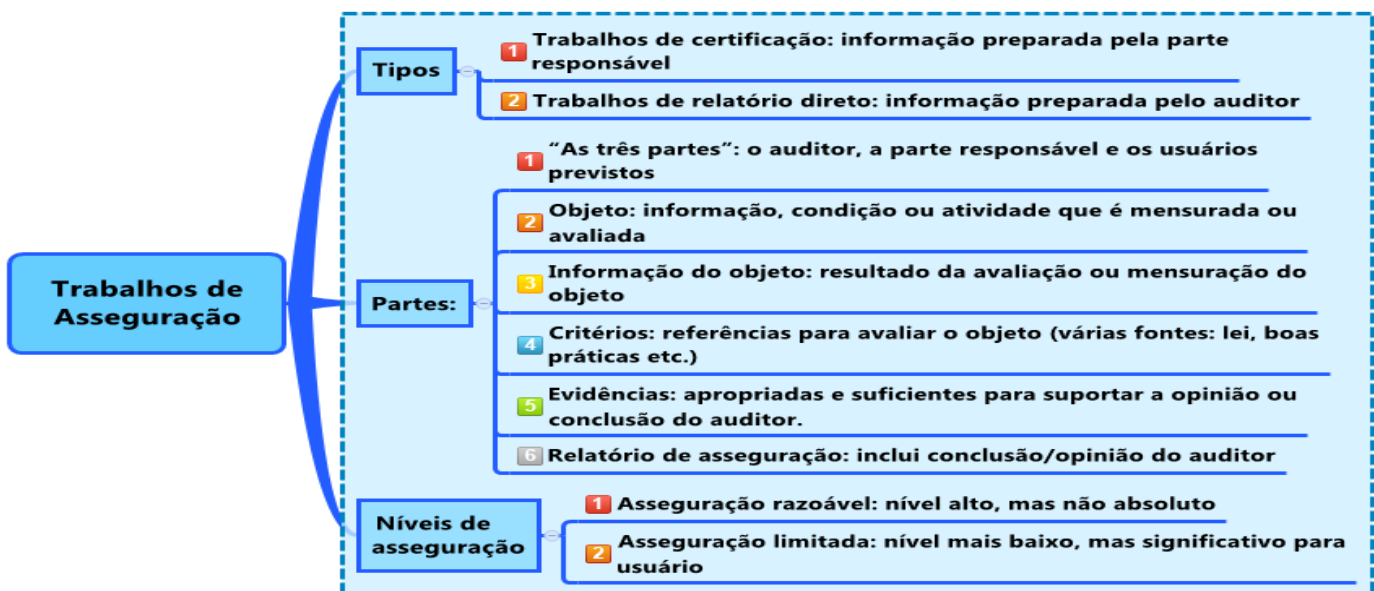 Trabalhos de
Asseguração
Tipos
1 Trabalhos de certificação: informação preparada pela parte
responsável
2 Trabalhos de relatório direto: informação preparada pelo auditor
Partes:
1 “As três partes”: o auditor, a parte responsável e os usuários
previstos
2 Objeto: informação, condição ou atividade que é mensurada ou
avaliada
3 Informação do objeto: resultado da avaliação ou mensuração do
objeto
4 Critérios: referências para avaliar o objeto (várias fontes: lei, boas
práticas etc.)
5 Evidências: apropriadas e suficientes para suportar a opinião ou
conclusão do auditor.
6 Relatório de asseguração: inclui conclusão/opinião do auditor
Níveis de
asseguração
1 Asseguração razoável: nível alto, mas não absoluto
2 Asseguração limitada: nível mais baixo, mas significativo para
usuário